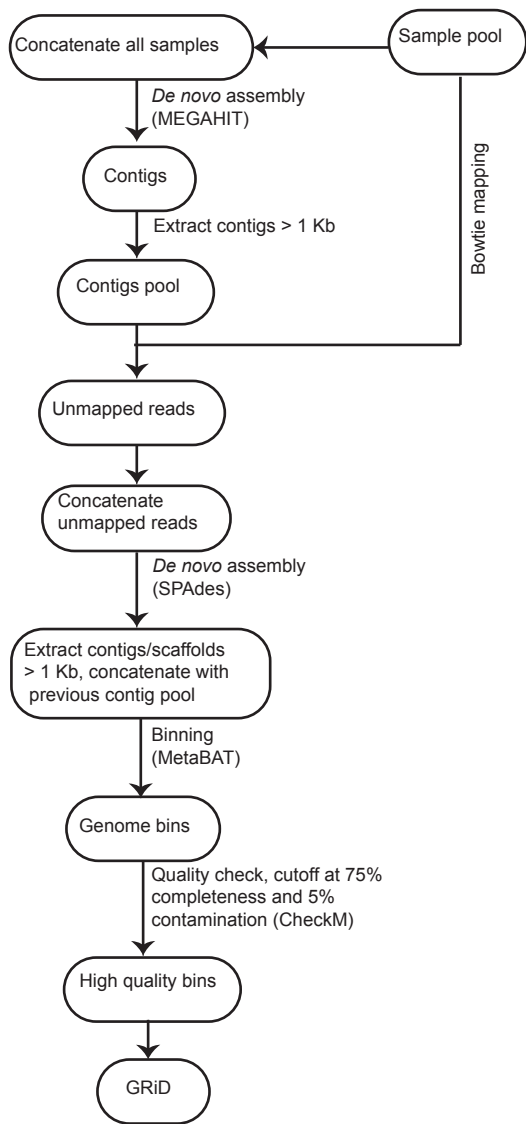 Concatenate all samples
Sample pool
De novo assembly
(MEGAHIT)
Contigs
Bowtie mapping
Extract contigs > 1 Kb
Contigs pool
Unmapped reads
Concatenate
unmapped reads
De novo assembly
(SPAdes)
Extract contigs/scaffolds
> 1 Kb, concatenate with
previous contig pool
Binning
(MetaBAT)
Genome bins
Quality check, cutoff at 75%
completeness and 5%
contamination (CheckM)
High quality bins
GRiD